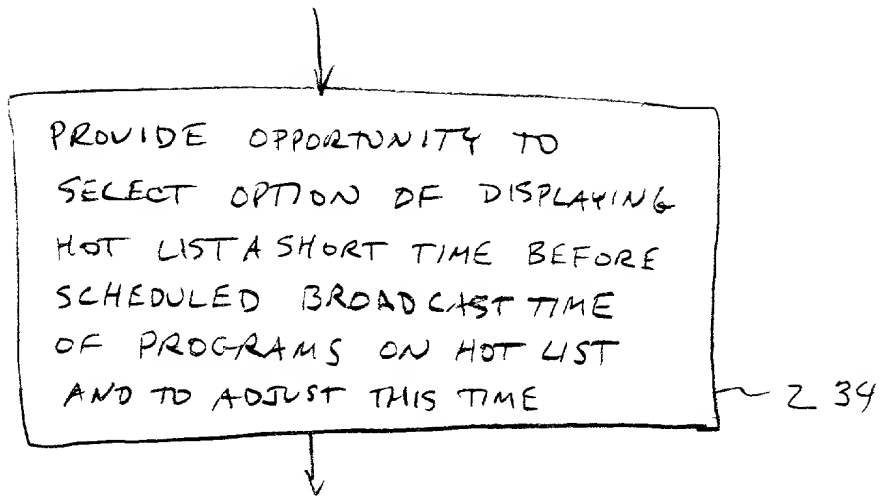 PROVIDE OPPORTUNITY TO
SELECT OPTION OF DISPLAYING
HOT LIST A SHORT TIME BEFORE
SCHEDULED BROADCAST TIME
OF PROGRAMS ON HOT LIST
AND TO ADJUST THIS TIME
234